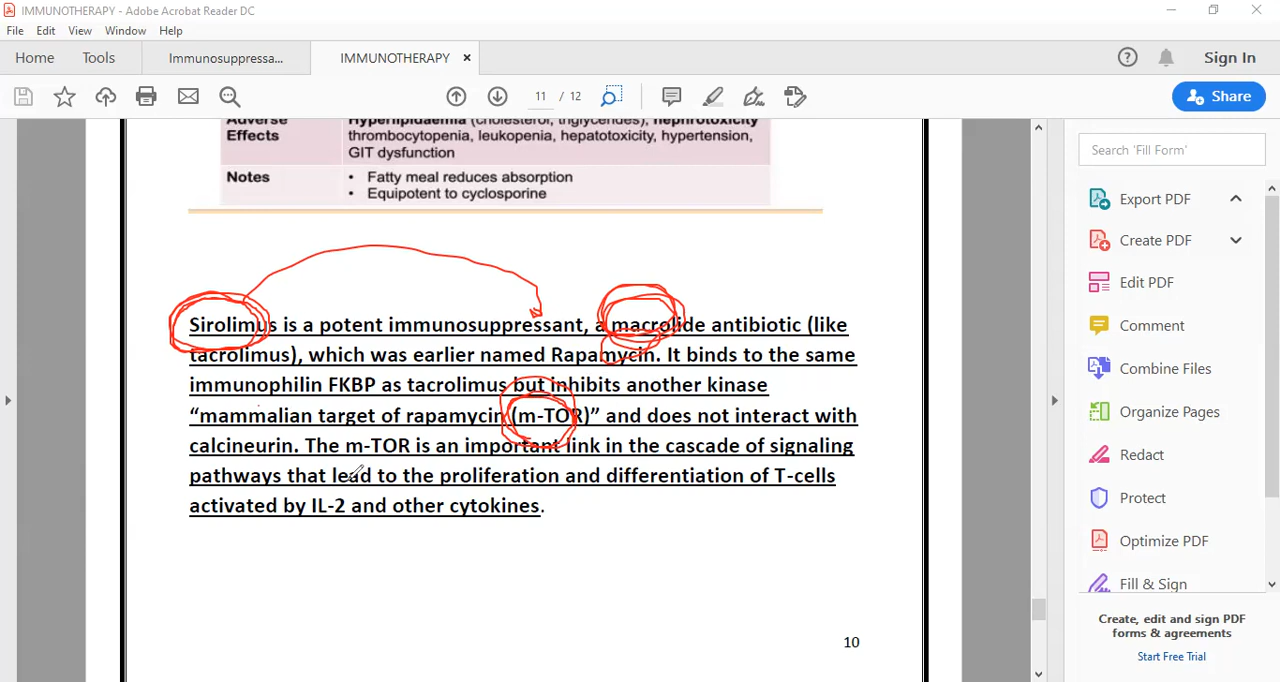 IMMUNOTHERAPY - Adobe Acrobat Reader DC
File Edit View Window Help
Home Tools Immunosuppressa... IMMUNOTHERAPY ×
Sign In
11 / 12
Share
Adverse Effects
Hyperlipidaemia (cholesterol, triglycerides), nephrotoxicity
thrombocytopenia, leukopenia, hepatotoxicity, hypertension,
GIT dysfunction
Notes
• Fatty meal reduces absorption
• Equipotent to cyclosporine
Sirolimus is a potent immunosuppressant, a macrolide antibiotic (like
tacrolimus), which was earlier named Rapamycin. It binds to the same
immunophilin FKBP as tacrolimus but inhibits another kinase
“mammalian target of rapamycin (m-TOR)” and does not interact with
calcineurin. The m-TOR is an important link in the cascade of signaling
pathways that lead to the proliferation and differentiation of T-cells
activated by IL-2 and other cytokines.
10
Search 'Fill Form'
Export PDF
Create PDF
Edit PDF
Comment
Combine Files
Organize Pages
Redact
Protect
Optimize PDF
Fill & Sign
Create, edit and sign PDF
forms & agreements
Start Free Trial